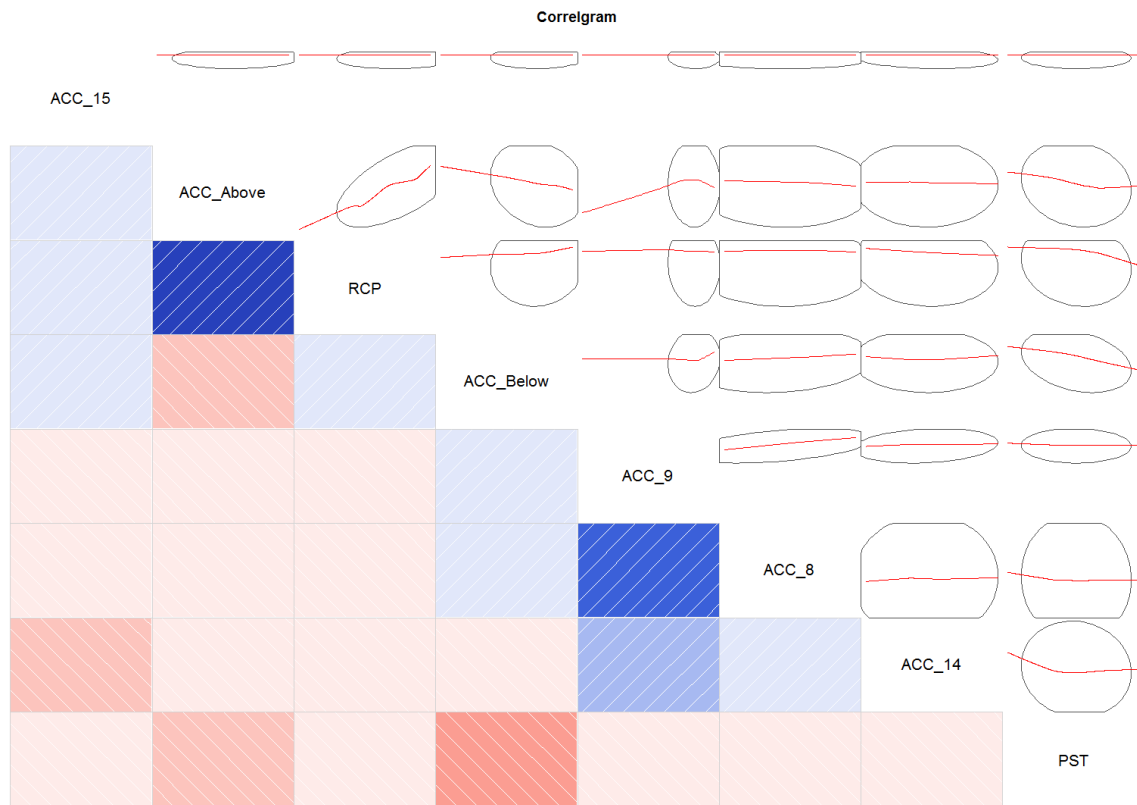 Correlgram
ACC_15
ACC_Above
RCP
ACC_Below
ACC_9
ACC_8
ACC_14
PST